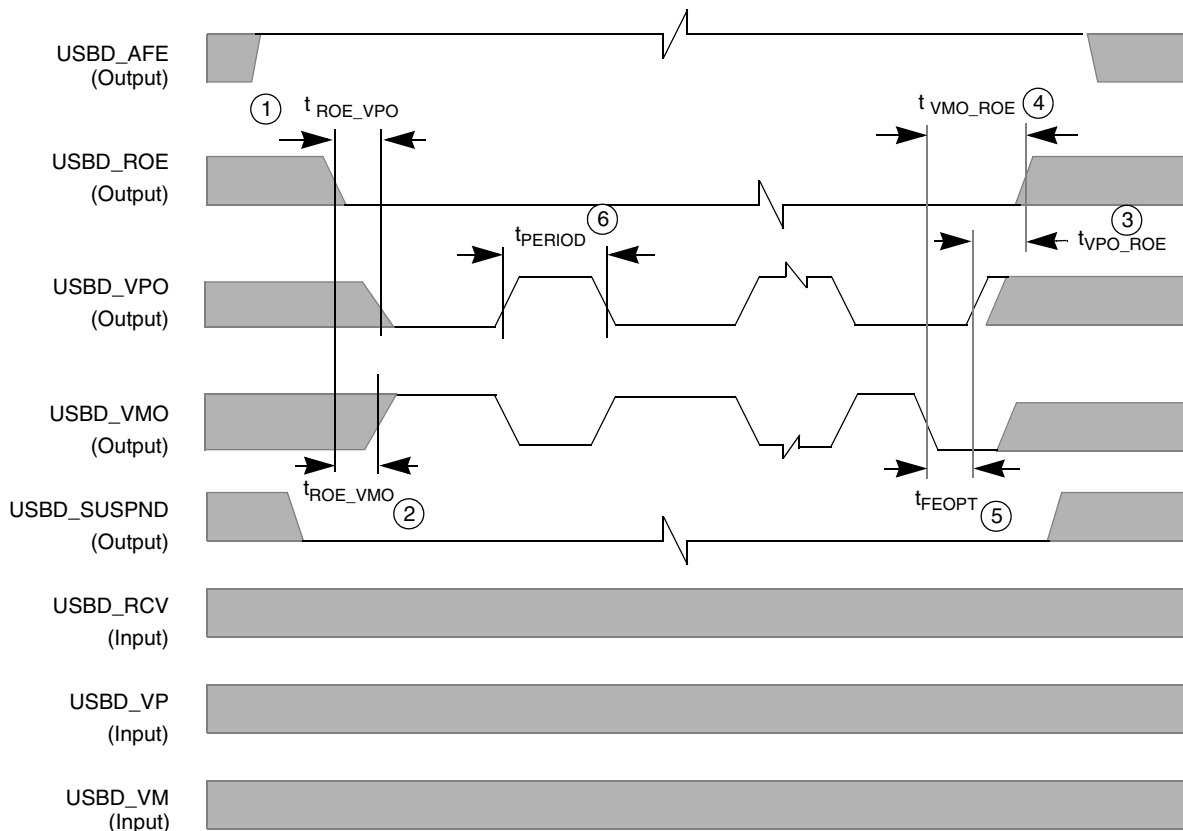 USBD_AFE
(Output)
1
t ROE_VPO
t VMO_ROE
4
USBD_ROE
(Output)
6
tPERIOD
3
tVPO_ROE
USBD_VPO
(Output)
USBD_VMO
(Output)
tROE_VMO
2
tFEOPT
5
USBD_SUSPND
(Output)
USBD_RCV
(Input)
USBD_VP
(Input)
USBD_VM
(Input)